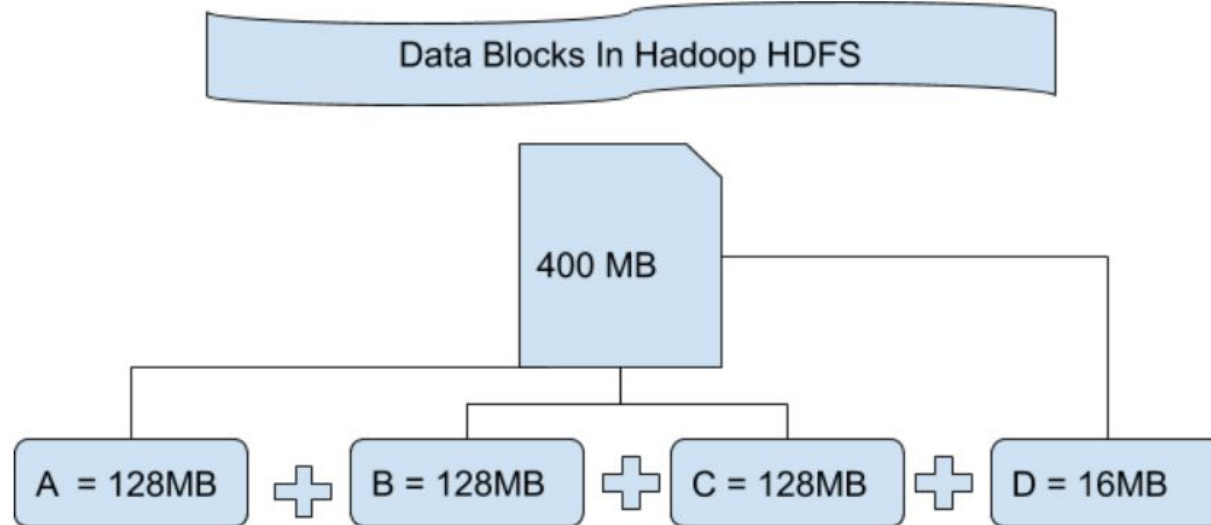 Data Blocks In Hadoop HDFS
400 MB
A = 128MB
B = 128MB
C = 128MB
D = 16MB